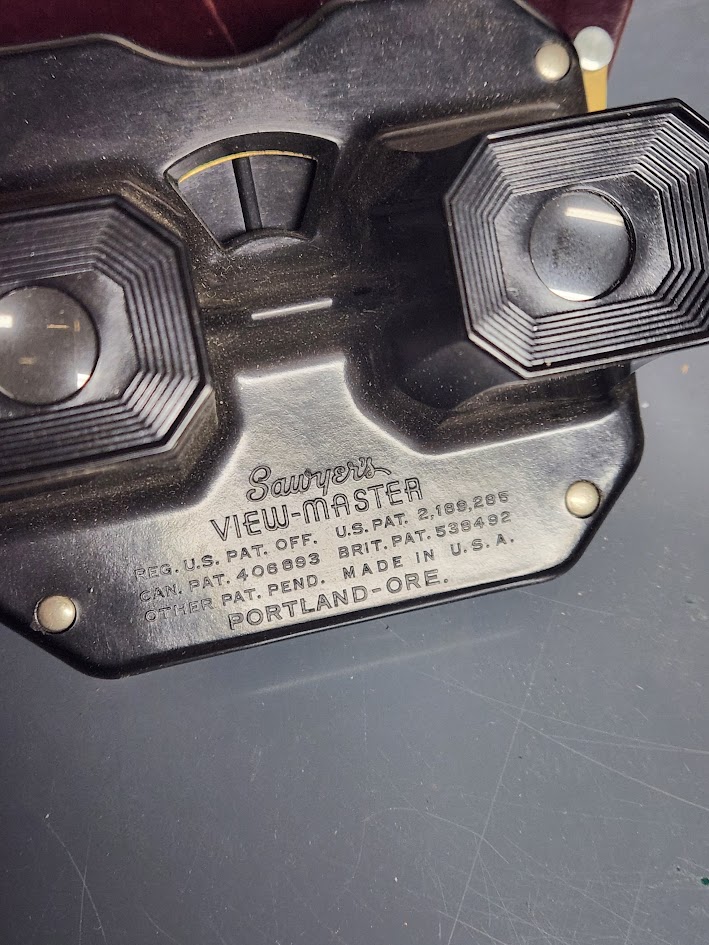 Sawyer's
VIEW-MASTER
REG. U.S. PAT. OFF. U.S. PAT. 2,189,285
CAN. PAT. 406693 BRIT. PAT. 538492
OTHER PAT. PEND. MADE IN U.S.A.
PORTLAND-ORE.